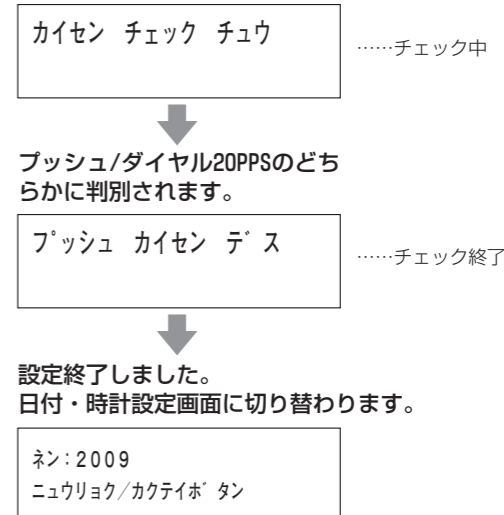 カイセン チェック チュウ
……チェック中
プッシュ/ダイヤル20PPSのどち
らかに判別されます。
プッシュ カイセン デス
……チェック終了
設定終了しました。
日付・時計設定画面に切り替わります。
ネン:2009
ニュウリョク/カクテイボタン